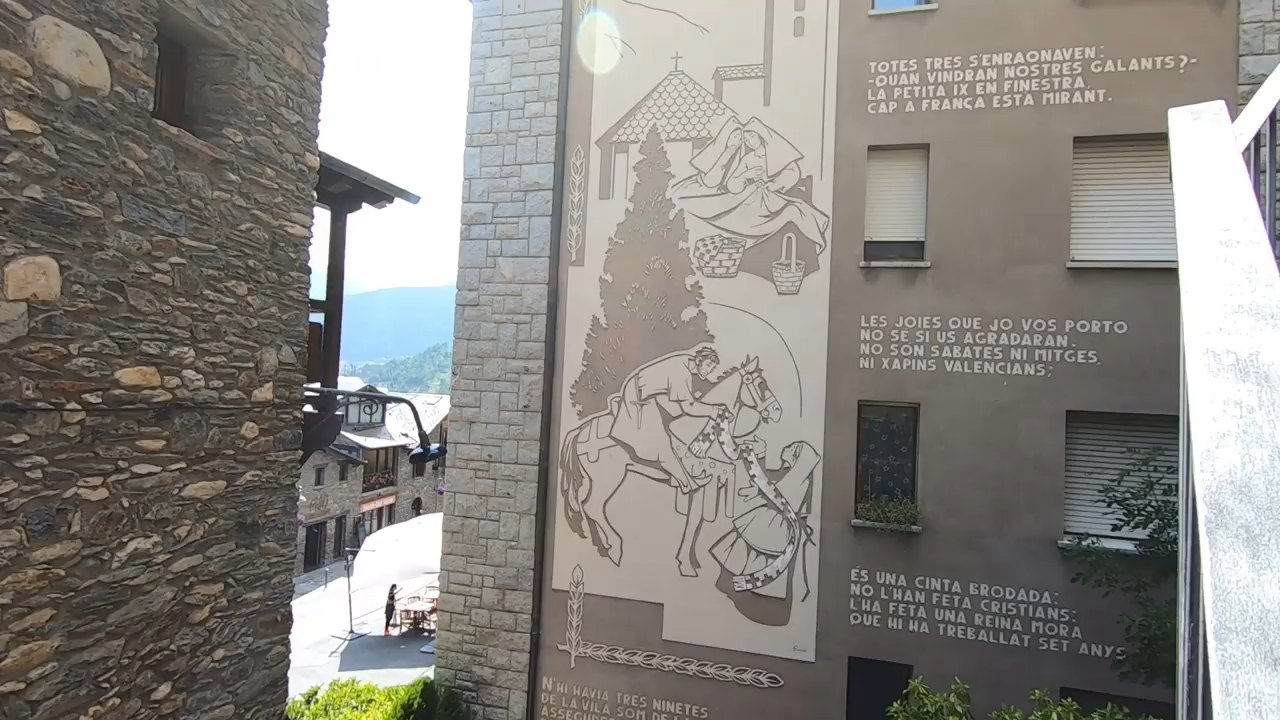 TOTES TRES S'ENRAONAVEN:
-QUAN VINDRAN NOSTRES GALANTS?-
LA PETITA IX EN FINESTRA,
CAP A FRANÇA ESTÀ MIRANT.
LES JOIES QUE JO VOS PORTO
NO SE SI US AGRADARAN.
NO SÓN SABATES NI MITGES,
NI XAPINS VALENCIANS;
ÉS UNA CINTA BRODADA:
NO L'HAN FETA CRISTIANS:
L'HA FETA UNA REINA MORA
QUE HI HA TREBALLAT SET ANYS
N'HI HAVIA TRES NINETES
DE LA VILA SOM DE